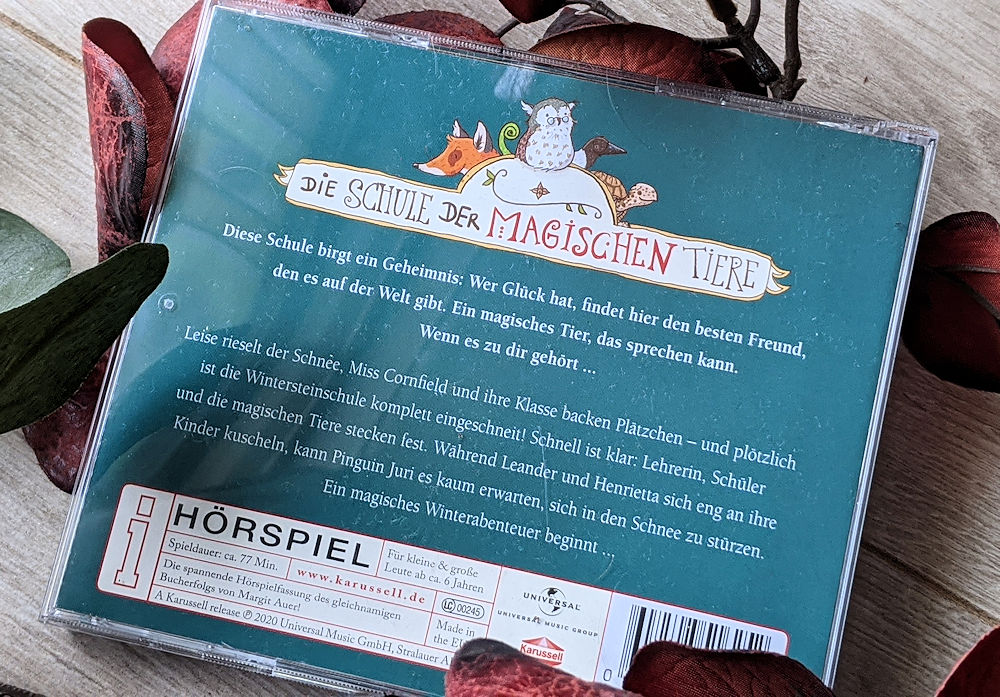 DIE SCHULE DER MAGISCHEN TIERE
Diese Schule birgt ein Geheimnis: Wer Glück hat, findet hier den besten Freund,
den es auf der Welt gibt. Ein magisches Tier, das sprechen kann.
Wenn es zu dir gehört ...
Leise rieselt der Schnee, Miss Cornfield und ihre Klasse backen Plätzchen – und plötzlich
ist die Wintersteinschule komplett eingeschneit! Schnell ist klar: Lehrerin, Schüler
und die magischen Tiere stecken fest. Während Leander und Henrietta sich eng an ihre
Kinder kuscheln, kann Pinguin Juri es kaum erwarten, sich in den Schnee zu stürzen.
Ein magisches Winterabenteuer beginnt ...
i
HÖRSPIEL
Spieldauer: ca. 77 Min.
www.karussell.de
Für kleine & große
Leute ab ca. 6 Jahren
Die spannende Hörspielfassung des gleichnamigen
Bucherfolgs von Margit Auer!
LC 00245
A Karussell release ℗ 2020 Universal Music GmbH, Stralauer
Made in
the
UNIVERSAL
UNIVERSAL MUSIC GROUP
Karussell
0